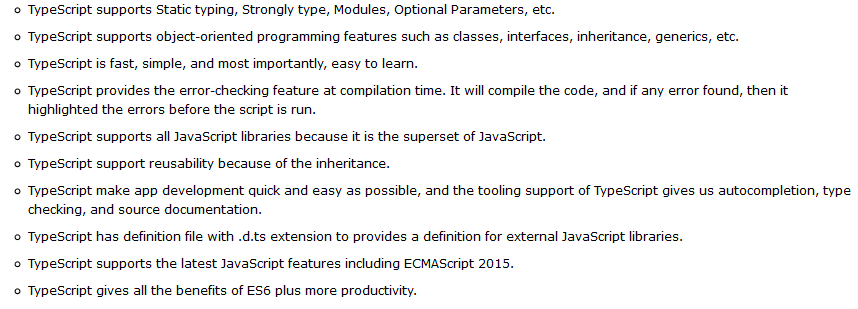 TypeScript supports Static typing, Strongly type, Modules, Optional Parameters, etc.
TypeScript supports object-oriented programming features such as classes, interfaces, inheritance, generics, etc.
TypeScript is fast, simple, and most importantly, easy to learn.
TypeScript provides the error-checking feature at compilation time. It will compile the code, and if any error found, then it
highlighted the errors before the script is run.
TypeScript supports all JavaScript libraries because it is the superset of JavaScript.
TypeScript support reusability because of the inheritance.
TypeScript make app development quick and easy as possible, and the tooling support of TypeScript gives us autocompletion, type
checking, and source documentation.
TypeScript has definition file with .d.ts extension to provides a definition for external JavaScript libraries.
TypeScript supports the latest JavaScript features including ECMAScript 2015.
TypeScript gives all the benefits of ES6 plus more productivity.